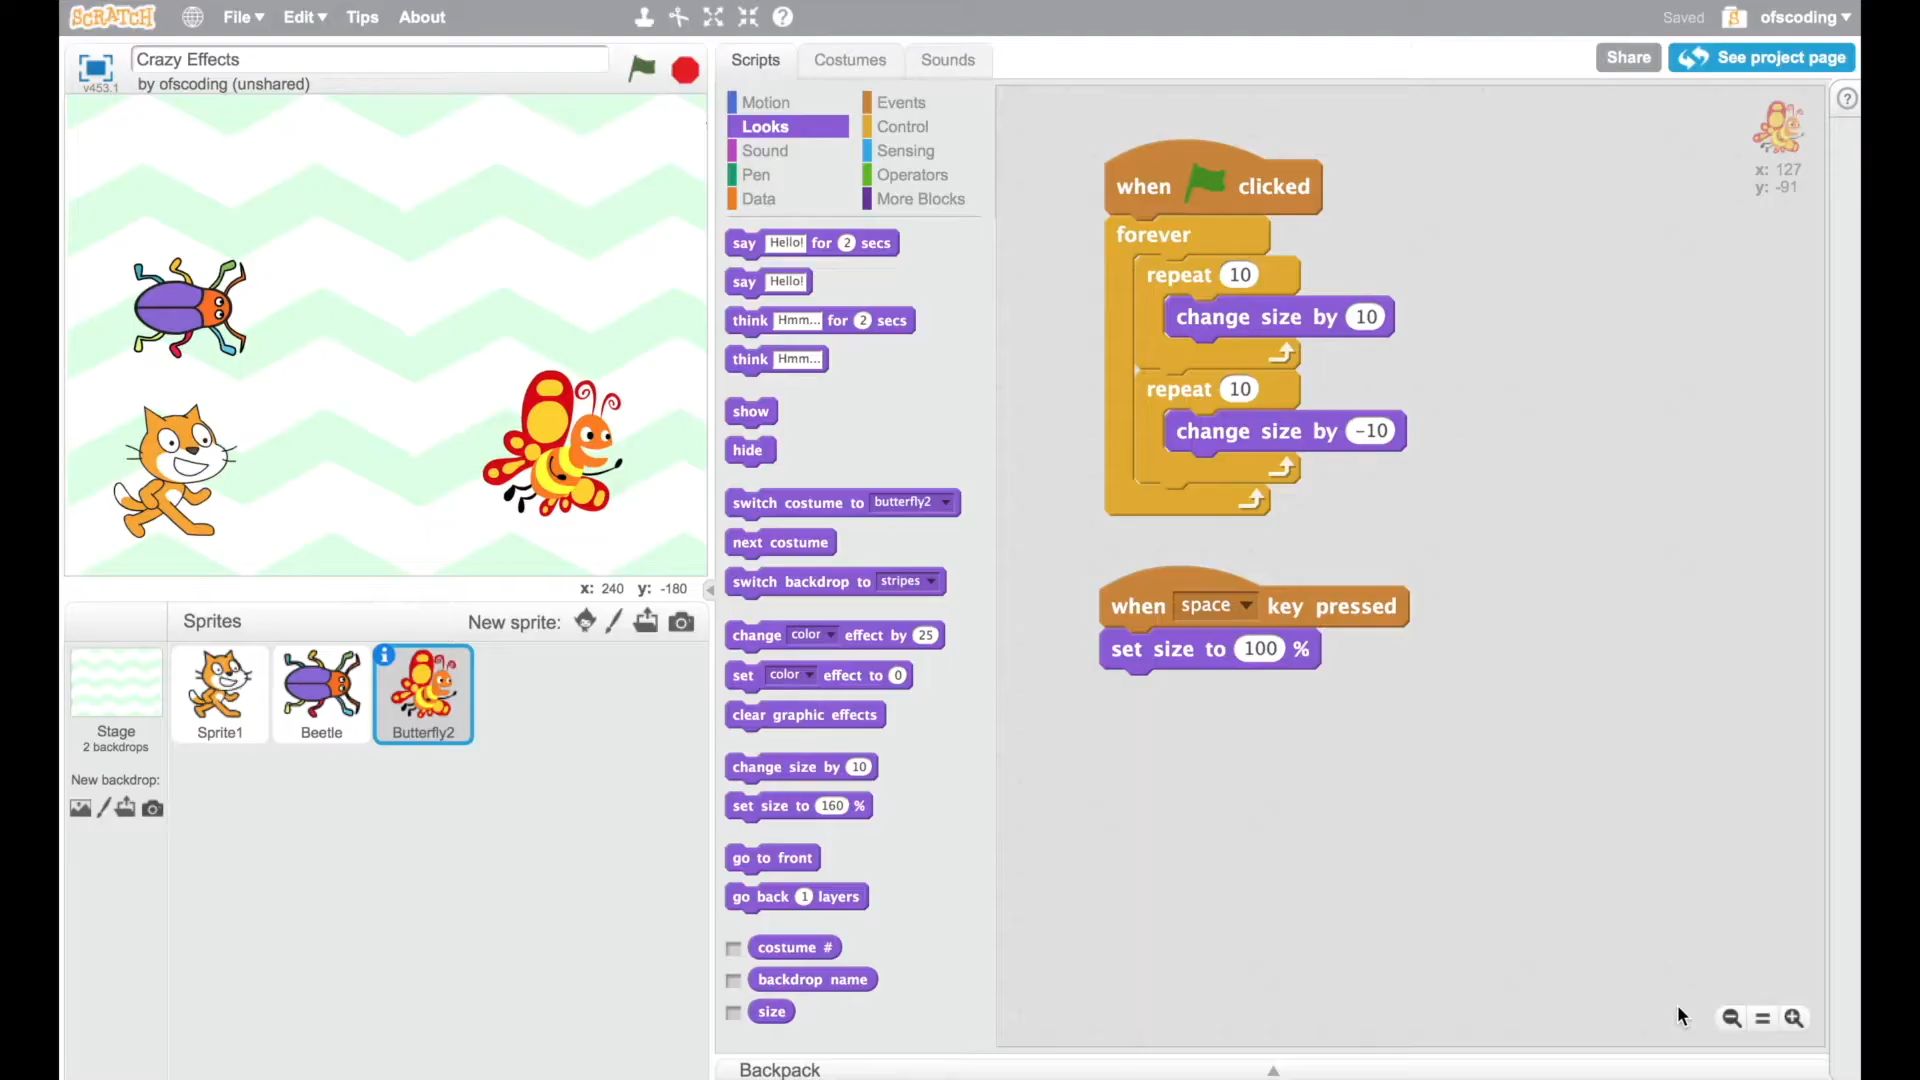 SCRATCH File Edit Tips About Saved ofscoding
Crazy Effects
by ofscoding (unshared)
v453.1
Scripts Costumes Sounds Share See project page
Motion Events
Looks Control
Sound Sensing
Pen Operators
Data More Blocks
say Hello! for 2 secs
say Hello!
think Hmm... for 2 secs
think Hmm...
show
hide
switch costume to butterfly2
next costume
switch backdrop to stripes
change color effect by 25
set color effect to 0
clear graphic effects
change size by 10
set size to 160 %
go to front
go back 1 layers
costume #
backdrop name
size
when clicked
forever
repeat 10
change size by 10
repeat 10
change size by -10
when space key pressed
set size to 100 %
x: 127
y: -91
x: 240 y: -180
Sprites New sprite:
Stage
2 backdrops
New backdrop:
Sprite1
Beetle
Butterfly2
Backpack